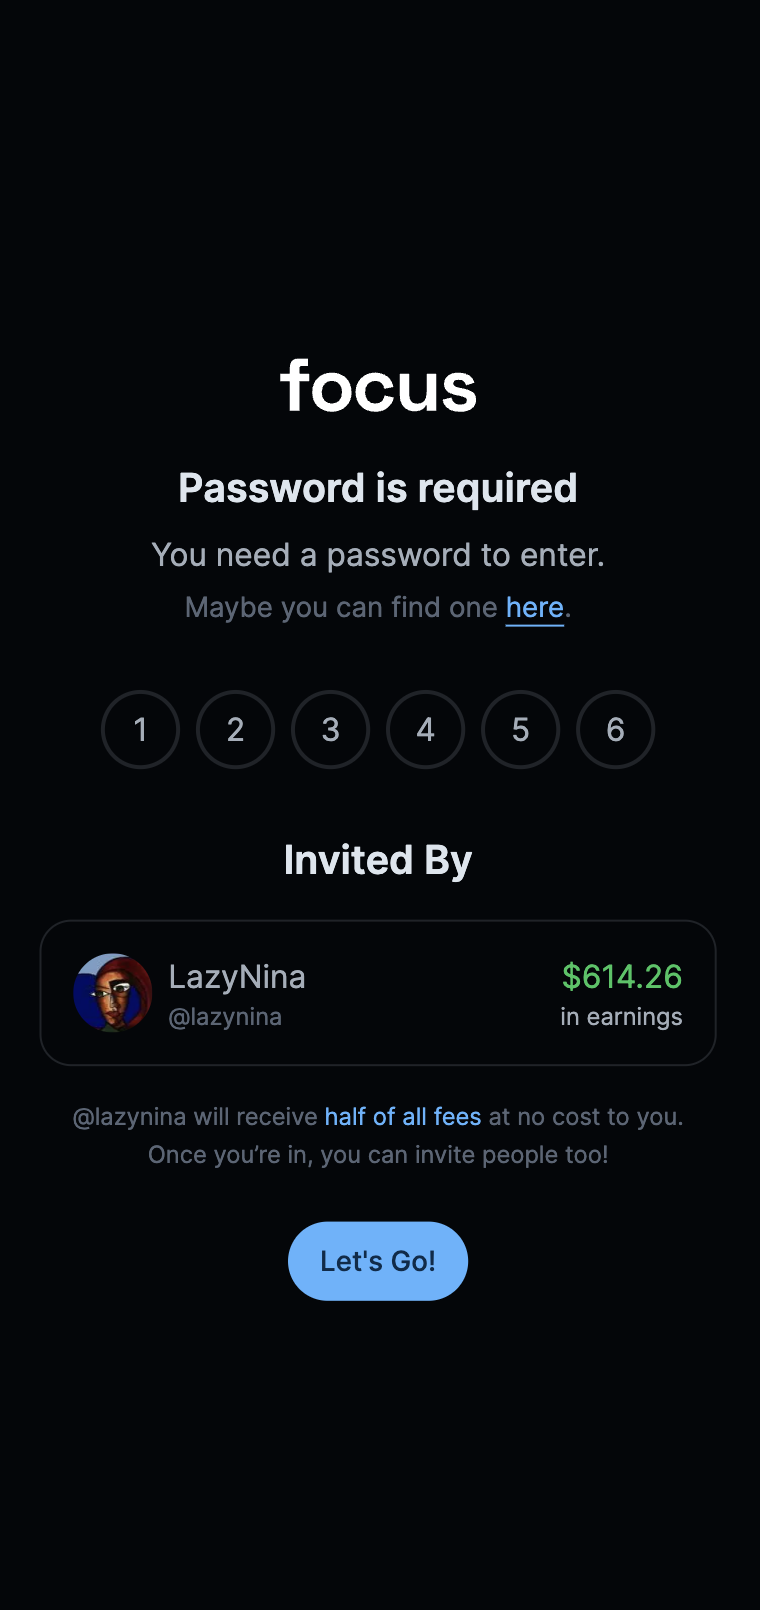 focus
Password is required
You need a password to enter.
Maybe you can find one here.
1 2 3 4 5 6
Invited By
LazyNina $614.26
@lazynina in earnings
@lazynina will receive half of all fees at no cost to you.
Once you’re in, you can invite people too!
Let's Go!